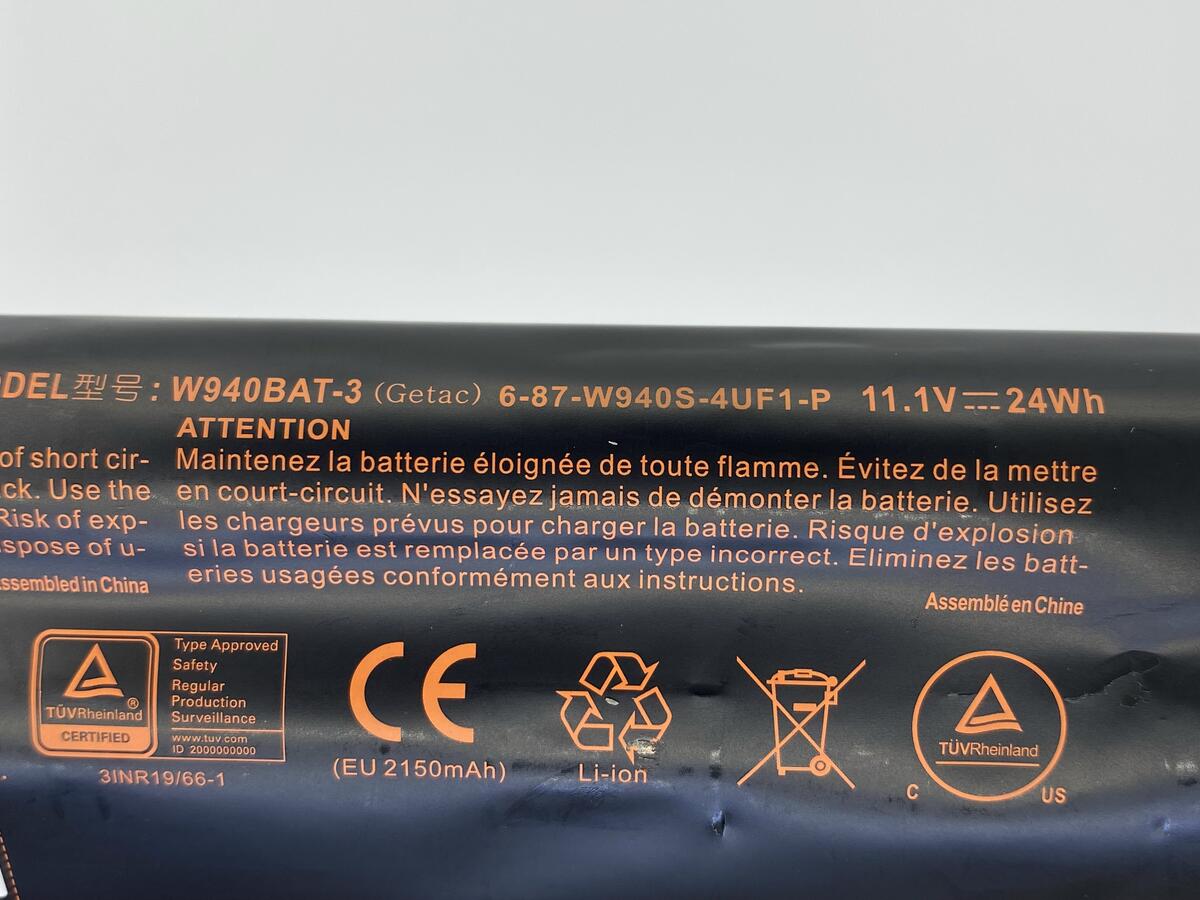 DEL型号: W940BAT-3 (Getac) 6-87-W940S-4UF1-P 11.1V 24Wh
ATTENTION
of short cir- Maintenez la batterie éloignée de toute flamme. Évitez de la mettre
ck. Use the en court-circuit. N'essayez jamais de démonter la batterie. Utilisez
Risk of exp- les chargeurs prévus pour charger la batterie. Risque d'explosion
spose of u- si la batterie est remplacée par un type incorrect. Eliminez les batt-
eries usagées conformément aux instructions.
ssembled in China
Assemblé en Chine
TÜVRheinland ®
CERTIFIED
Type Approved
Safety
Regular
Production
Surveillance
www.tuv.com
ID 2000000000
3INR19/66-1
CE
(EU 2150mAh)
Li-ion
TÜVRheinland
C US